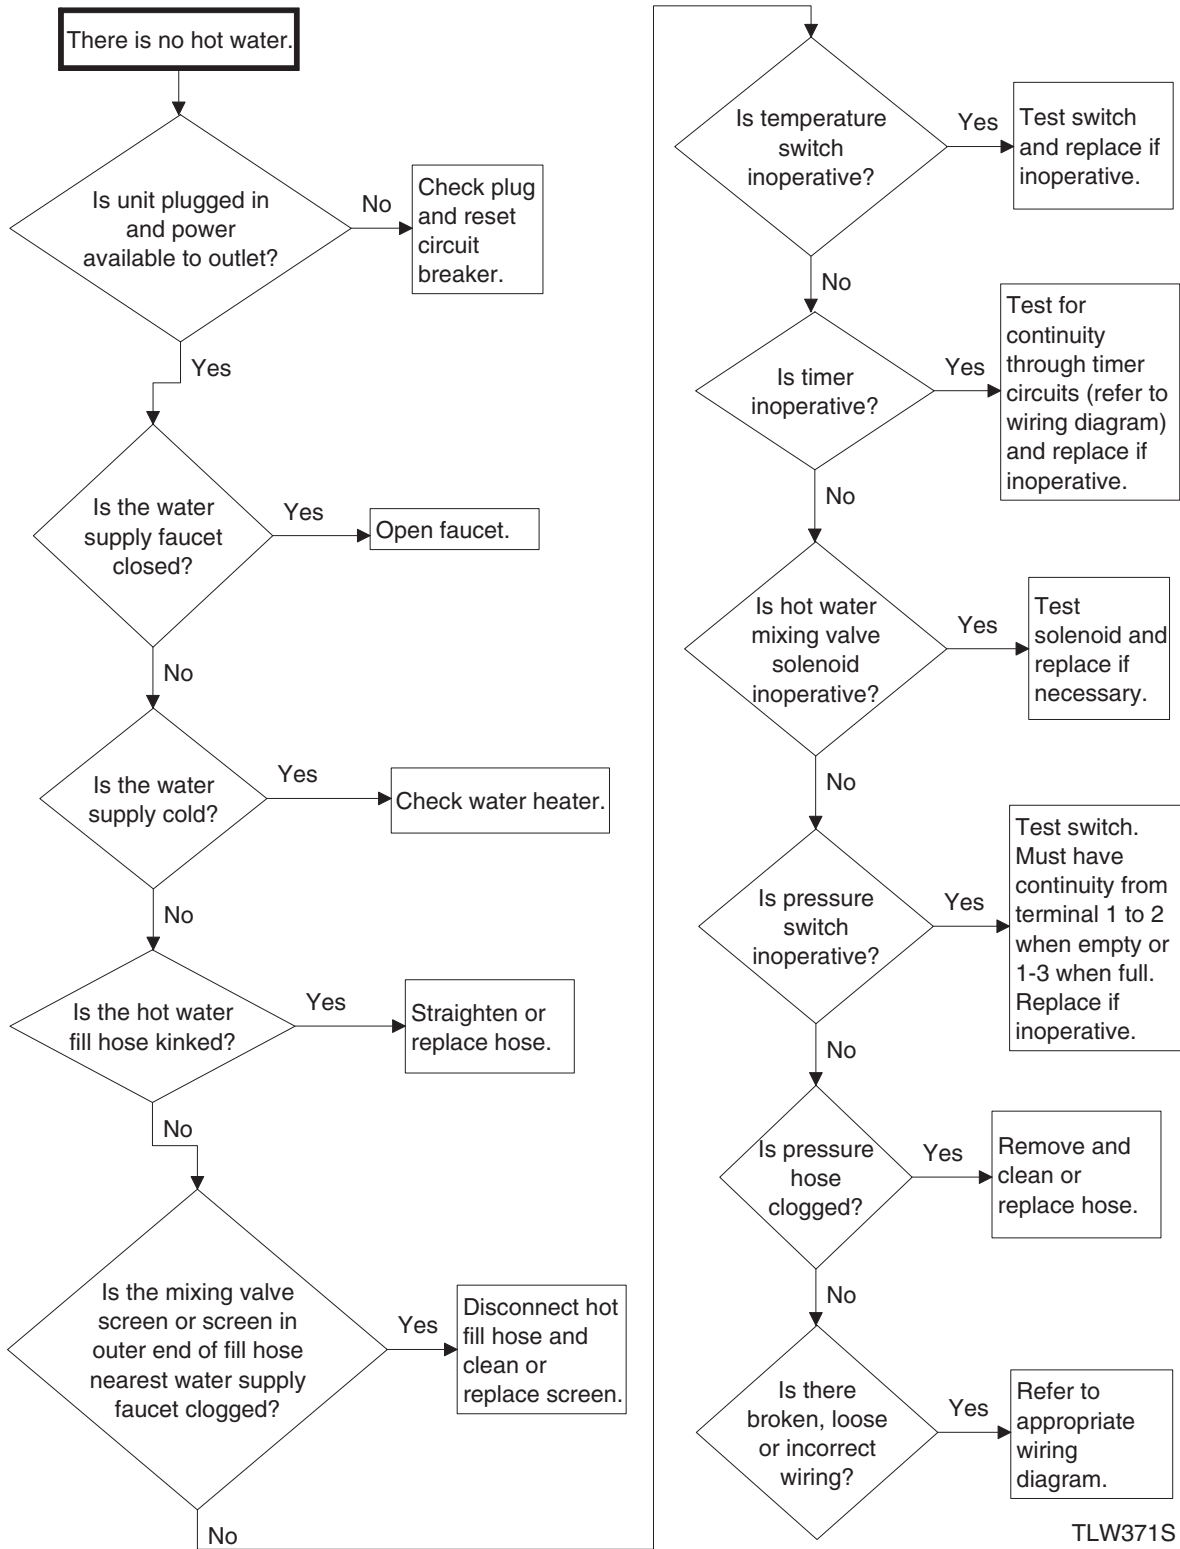 There is no hot water.
Is unit plugged in
and power
available to outlet?
No
Check plug
and reset
circuit
breaker.
Yes
Is the water
supply faucet
closed?
Yes
Open faucet.
No
Is the water
supply cold?
Yes
Check water heater.
No
Is the hot water
fill hose kinked?
Yes
Straighten or
replace hose.
No
Is the mixing valve
screen or screen in
outer end of fill hose
nearest water supply
faucet clogged?
Yes
Disconnect hot
fill hose and
clean or
replace screen.
No
Is temperature
switch
inoperative?
Yes
Test switch
and replace if
inoperative.
No
Is timer
inoperative?
Yes
Test for
continuity
through timer
circuits (refer to
wiring diagram)
and replace if
inoperative.
No
Is hot water
mixing valve
solenoid
inoperative?
Yes
Test
solenoid and
replace if
necessary.
No
Is pressure
switch
inoperative?
Yes
Test switch.
Must have
continuity from
terminal 1 to 2
when empty or
1-3 when full.
Replace if
inoperative.
No
Is pressure
hose
clogged?
Yes
Remove and
clean or
replace hose.
No
Is there
broken, loose
or incorrect
wiring?
Yes
Refer to
appropriate
wiring
diagram.
TLW371S